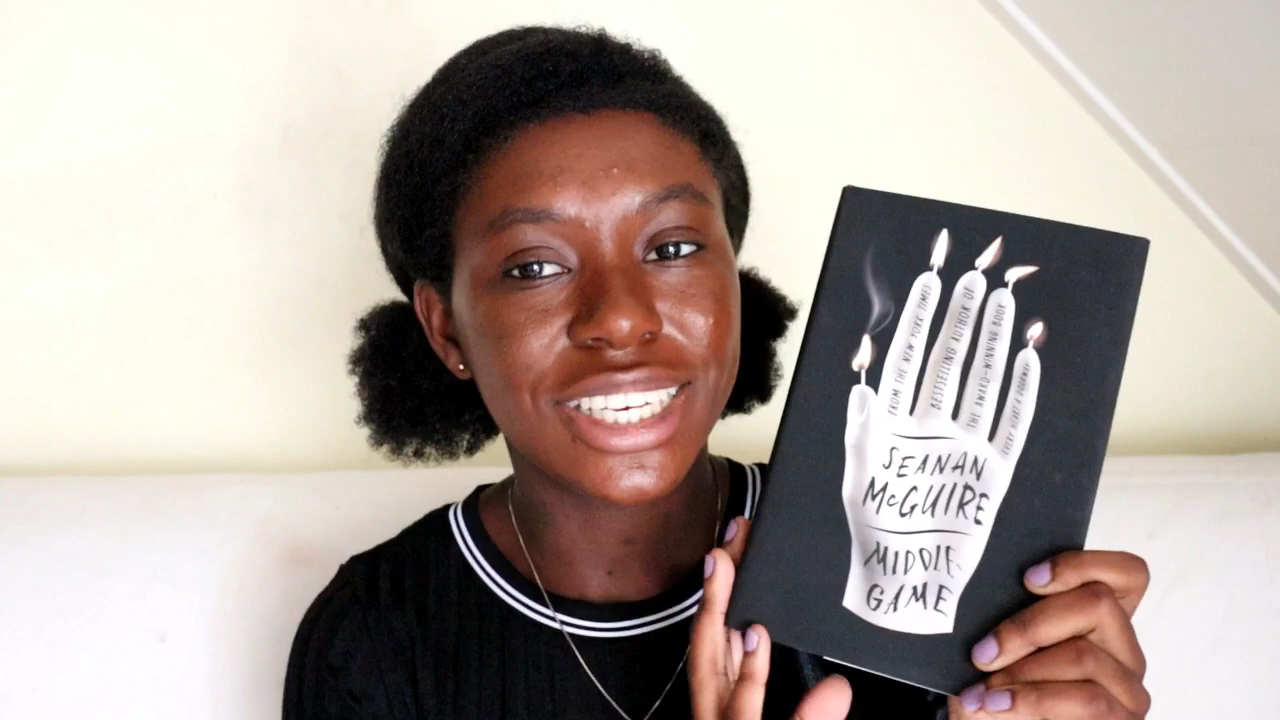 FROM THE NEW YORK TIMES
BESTSELLING AUTHOR OF
THE AWARD-WINNING BOOK
EVERY HEART A DOORWAY
SEANAN
McGUIRE
MIDDLE-
GAME